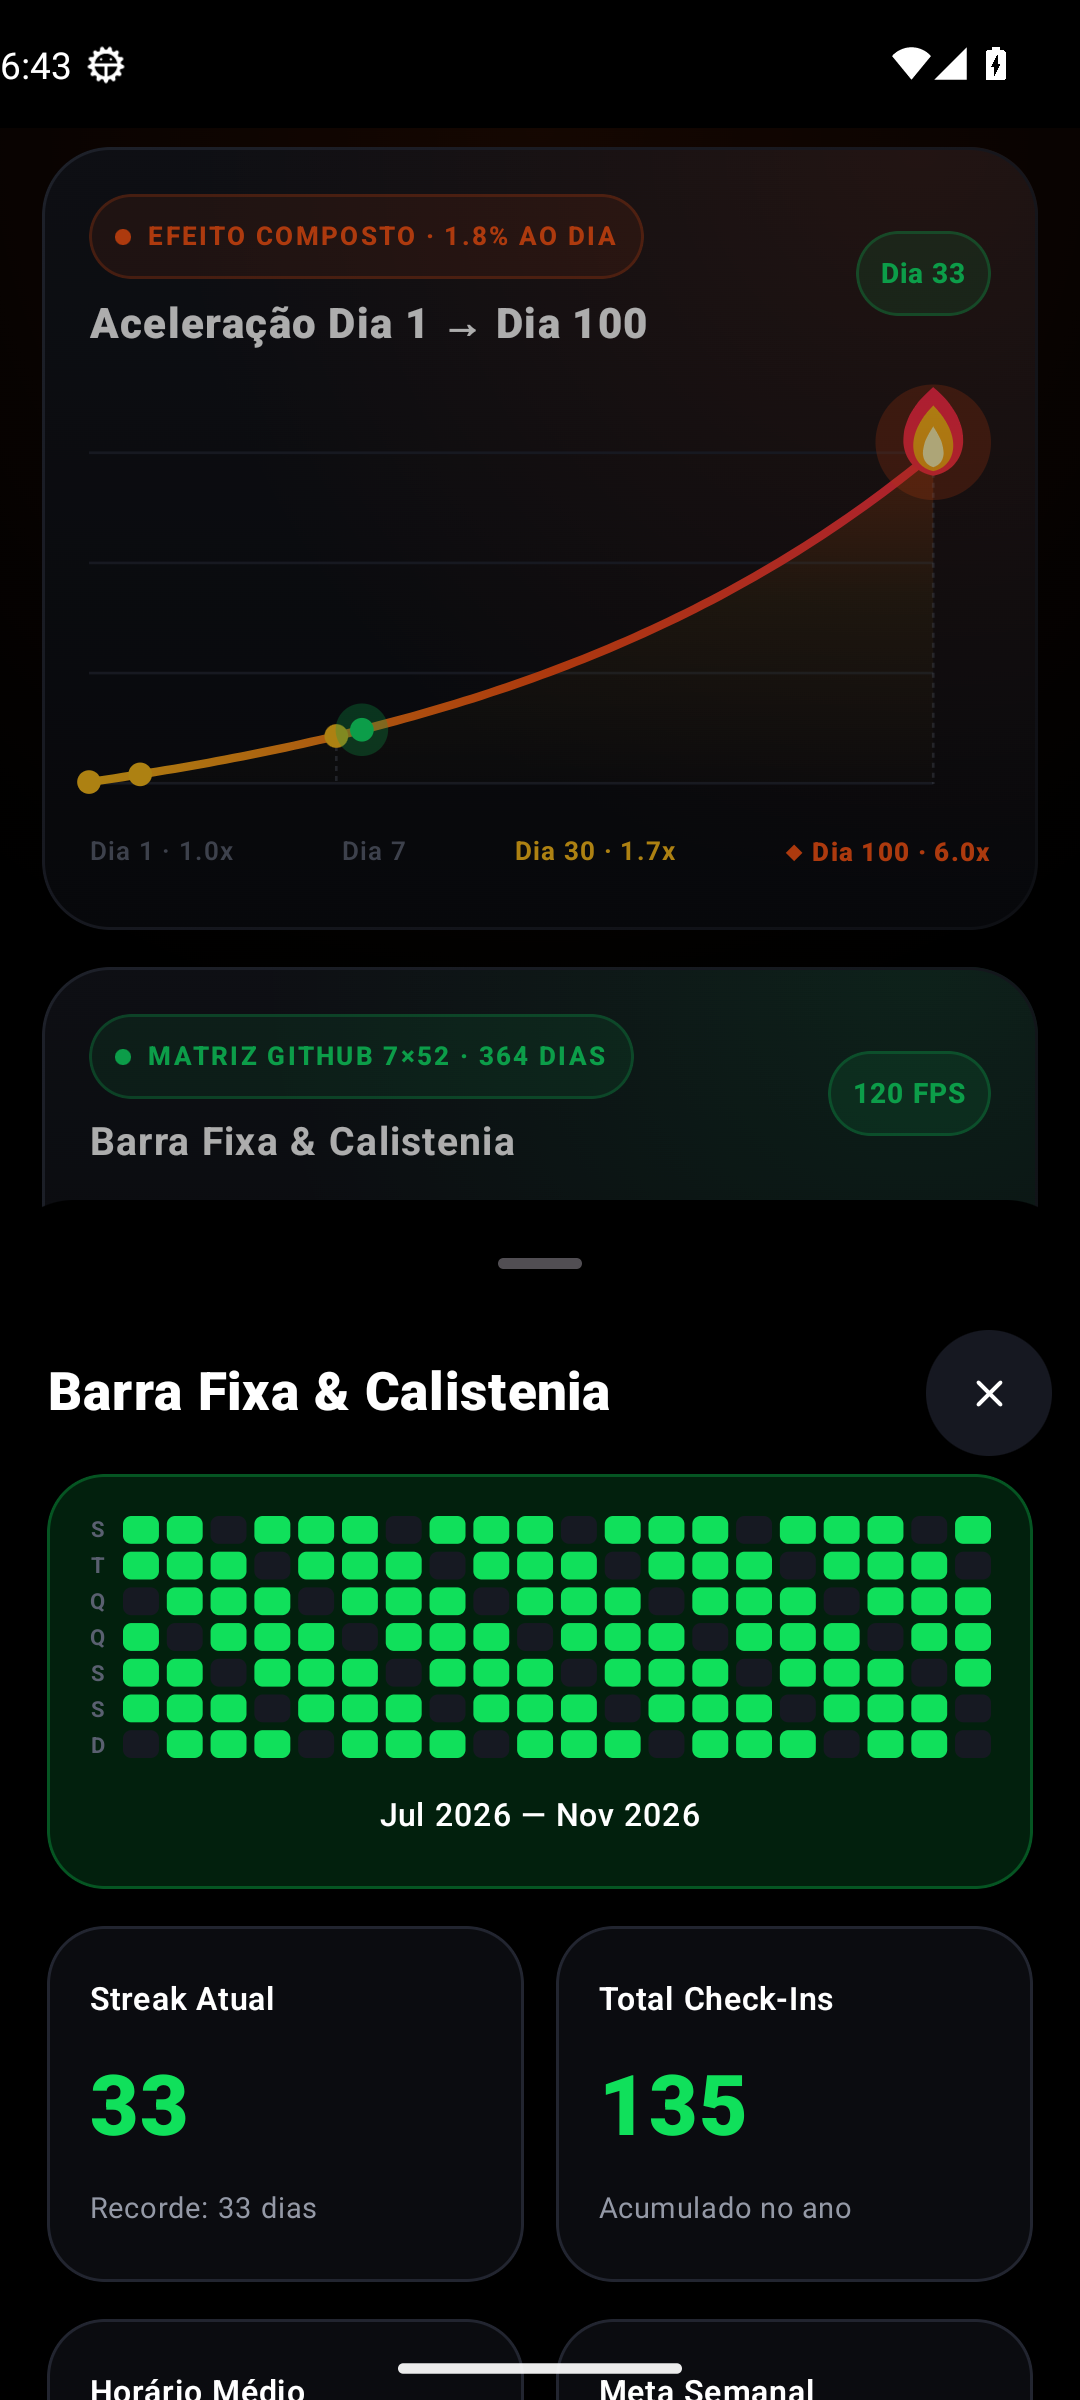 6:43
EFEITO COMPOSTO · 1.8% AO DIA
Dia 33
Aceleração Dia 1 → Dia 100
Dia 1 · 1.0x
Dia 7
Dia 30 · 1.7x
◆ Dia 100 · 6.0x
MATRIZ GITHUB 7×52 · 364 DIAS
120 FPS
Barra Fixa & Calistenia
Barra Fixa & Calistenia
S
T
Q
Q
S
S
D
Jul 2026 — Nov 2026
Streak Atual
33
Recorde: 33 dias
Total Check-Ins
135
Acumulado no ano
Horário Médio
Meta Semanal